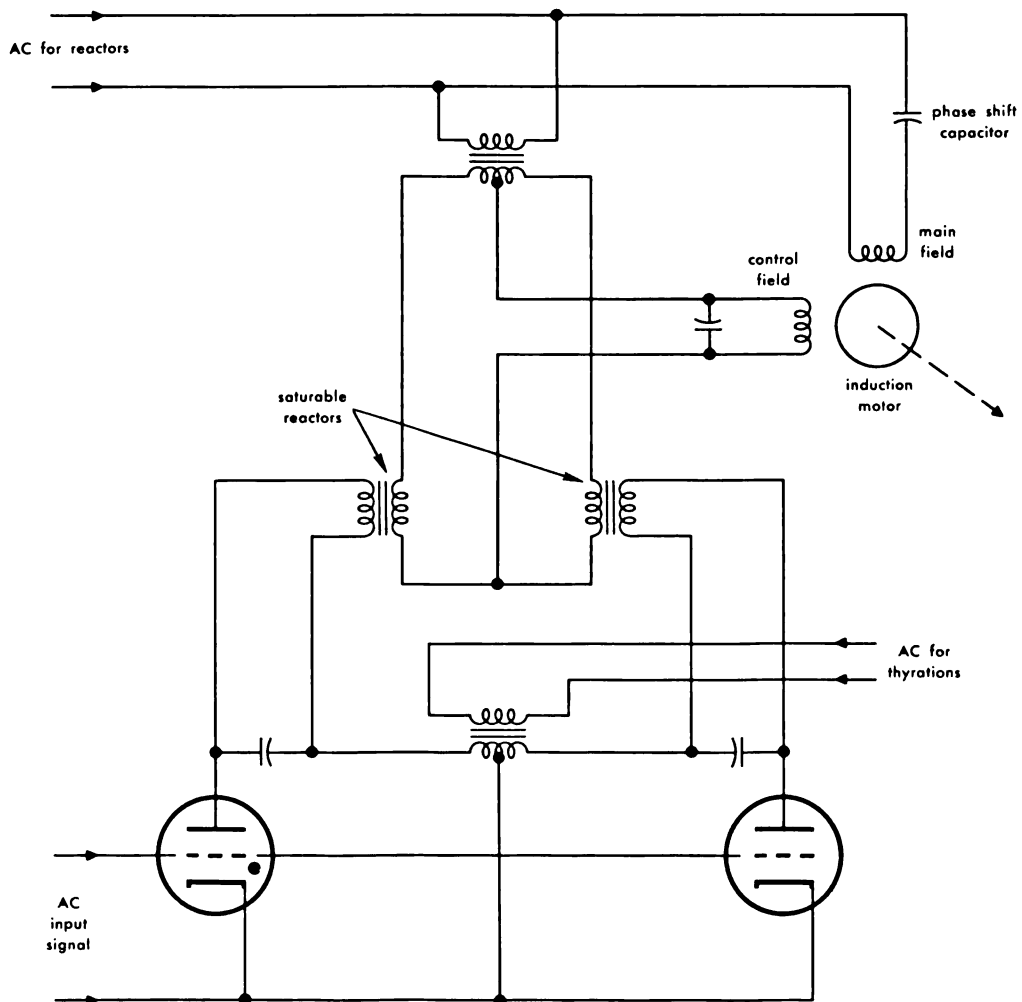 AC for reactors
phase shift
capacitor
main
field
control
field
induction
motor
saturable
reactors
AC for
thyrations
AC
input
signal